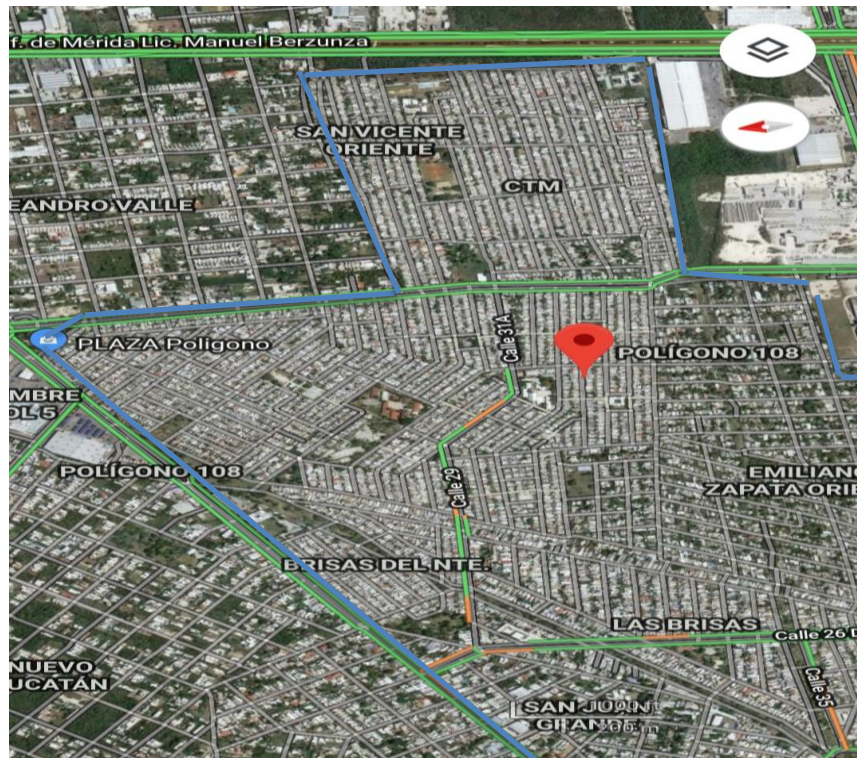 f. de Mérida Lic. Manuel Berzunza
SAN VICENTE
ORIENTE
CTM
EANDRO VALLE
Calle 31A
PLAZA Polígono
POLÍGONO 108
MBRE
OL 5
POLÍGONO 108
Calle 29
EMILIANO
ZAPATA ORIE
BRISAS DEL NTE.
LAS BRISAS
Calle 26
NUEVO
UCATÁN
Calle 35
SAN JUAN
GRANDE